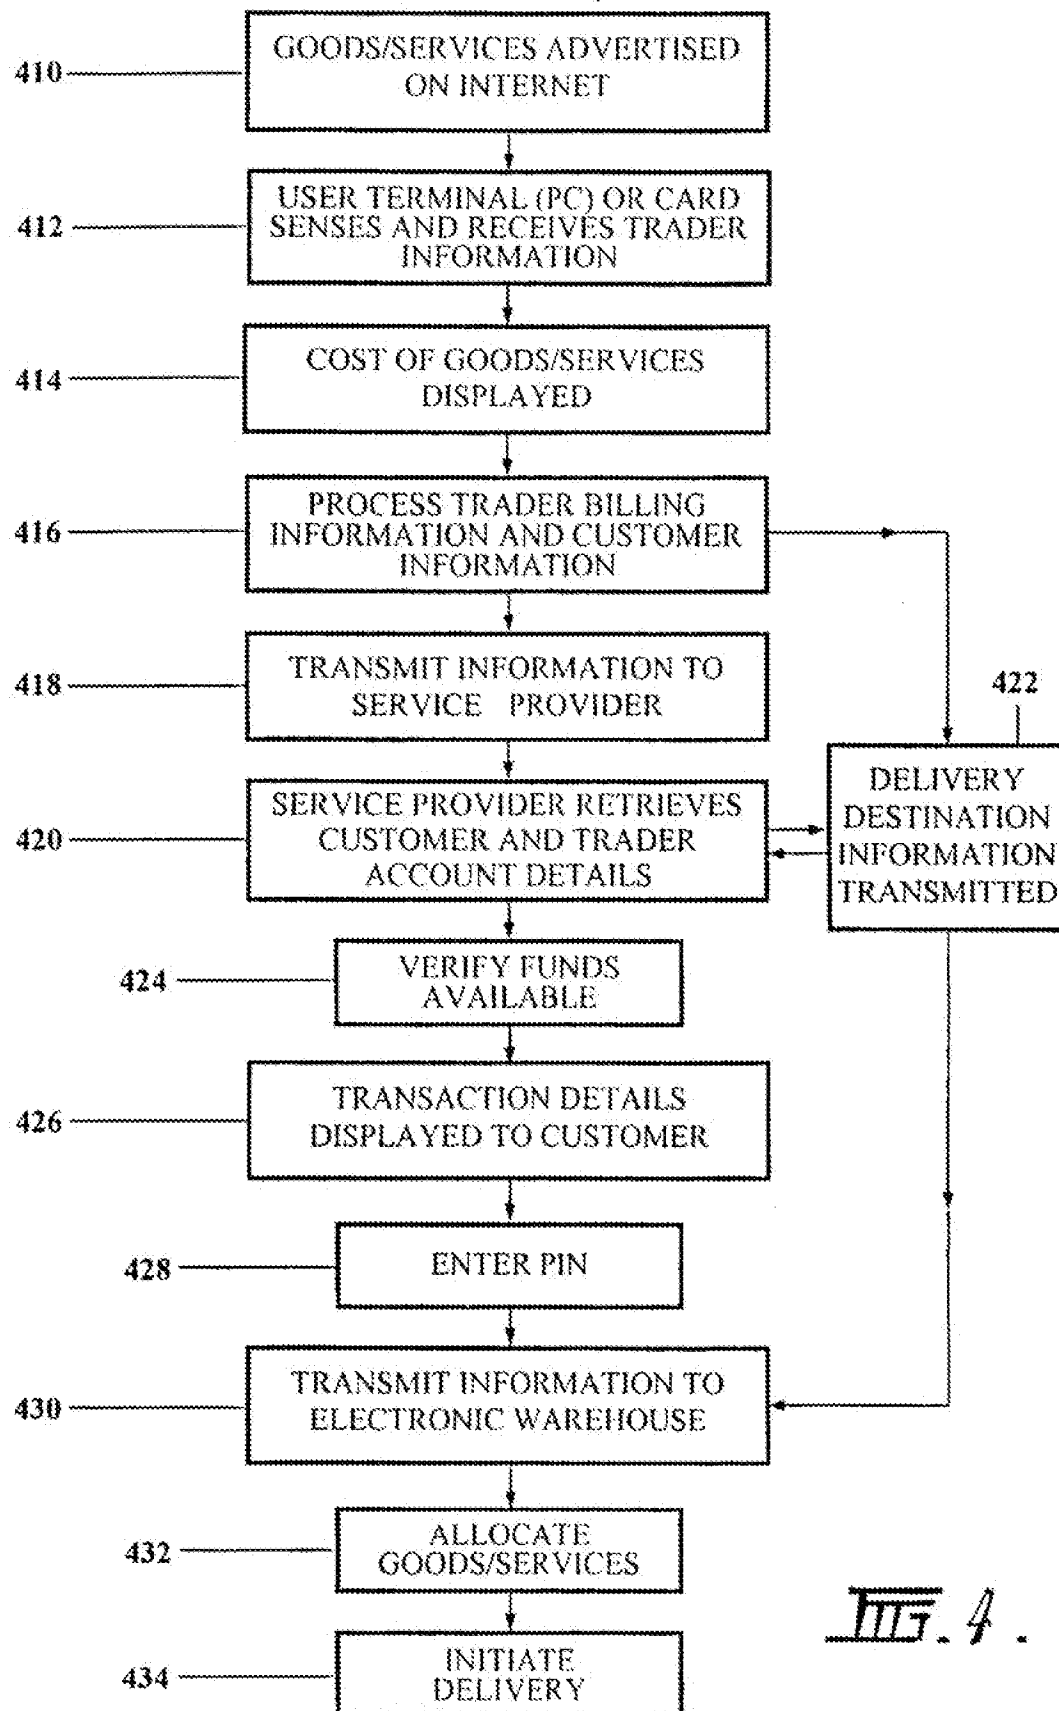 410
GOODS/SERVICES ADVERTISED
ON INTERNET
412
USER TERMINAL (PC) OR CARD
SENSES AND RECEIVES TRADER
INFORMATION
414
COST OF GOODS/SERVICES
DISPLAYED
416
PROCESS TRADER BILLING
INFORMATION AND CUSTOMER
INFORMATION
418
TRANSMIT INFORMATION TO
SERVICE PROVIDER
422
DELIVERY
DESTINATION
INFORMATION
TRANSMITTED
420
SERVICE PROVIDER RETRIEVES
CUSTOMER AND TRADER
ACCOUNT DETAILS
424
VERIFY FUNDS
AVAILABLE
426
TRANSACTION DETAILS
DISPLAYED TO CUSTOMER
428
ENTER PIN
430
TRANSMIT INFORMATION TO
ELECTRONIC WAREHOUSE
432
ALLOCATE
GOODS/SERVICES
434
INITIATE
DELIVERY
FIG. 4.